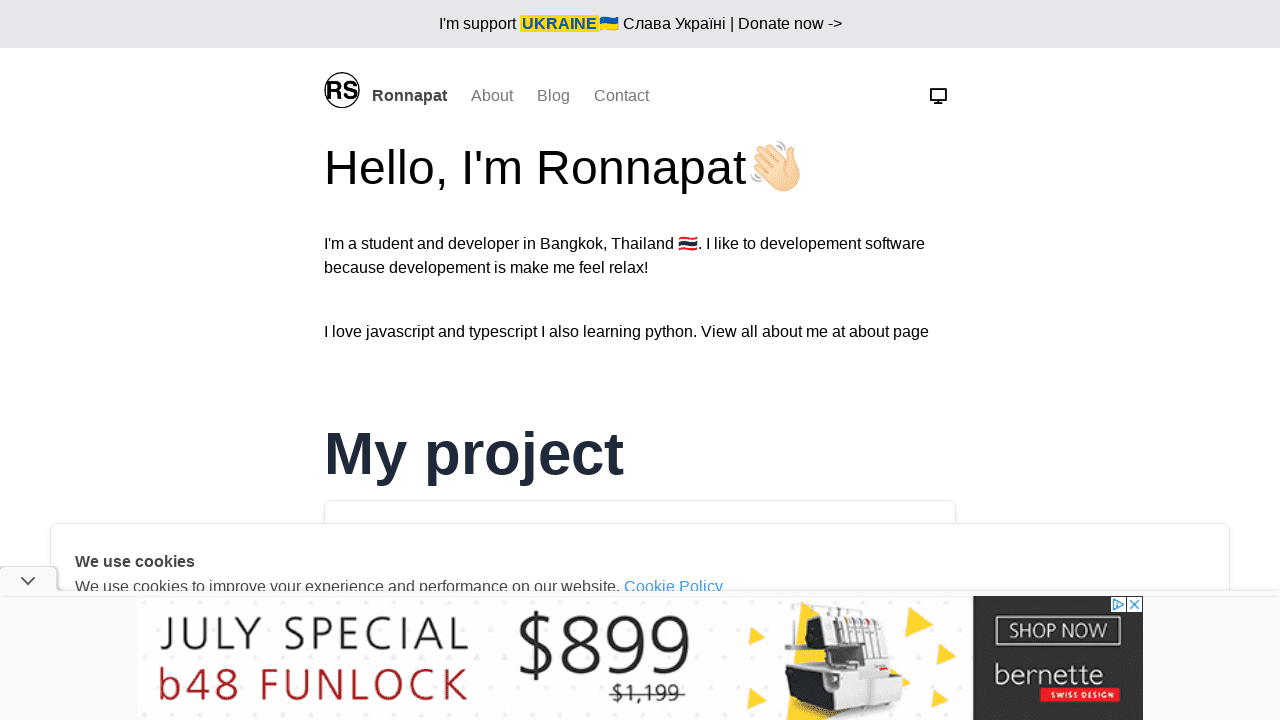 I'm support UKRAINE🇺🇦 Слава Україні | Donate now ->
RS Ronnapat About Blog Contact
Hello, I'm Ronnapat👋🏻
I'm a student and developer in Bangkok, Thailand 🇹🇭. I like to developement software
because developement is make me feel relax!
I love javascript and typescript I also learning python. View all about me at about page
My project
We use cookies
We use cookies to improve your experience and performance on our website. Cookie Policy
JULY SPECIAL
b48 FUNLOCK
$899
$1,199
SHOP NOW
bernette
SWISS DESIGN